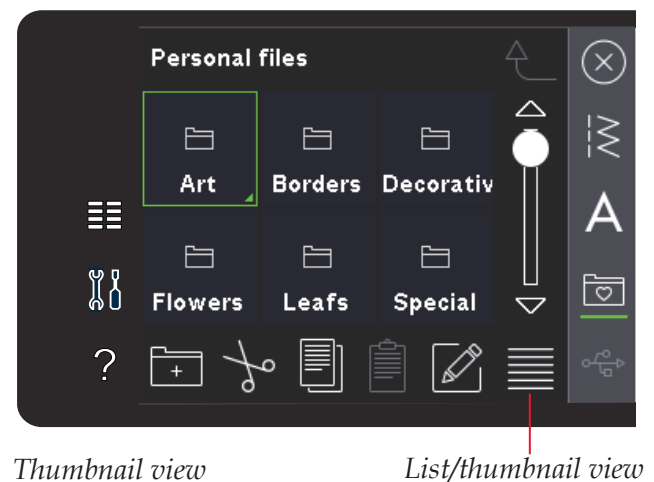 Personal files
Art Borders Decorativ
A
Flowers Leafs Special
?
Thumbnail view List/thumbnail view